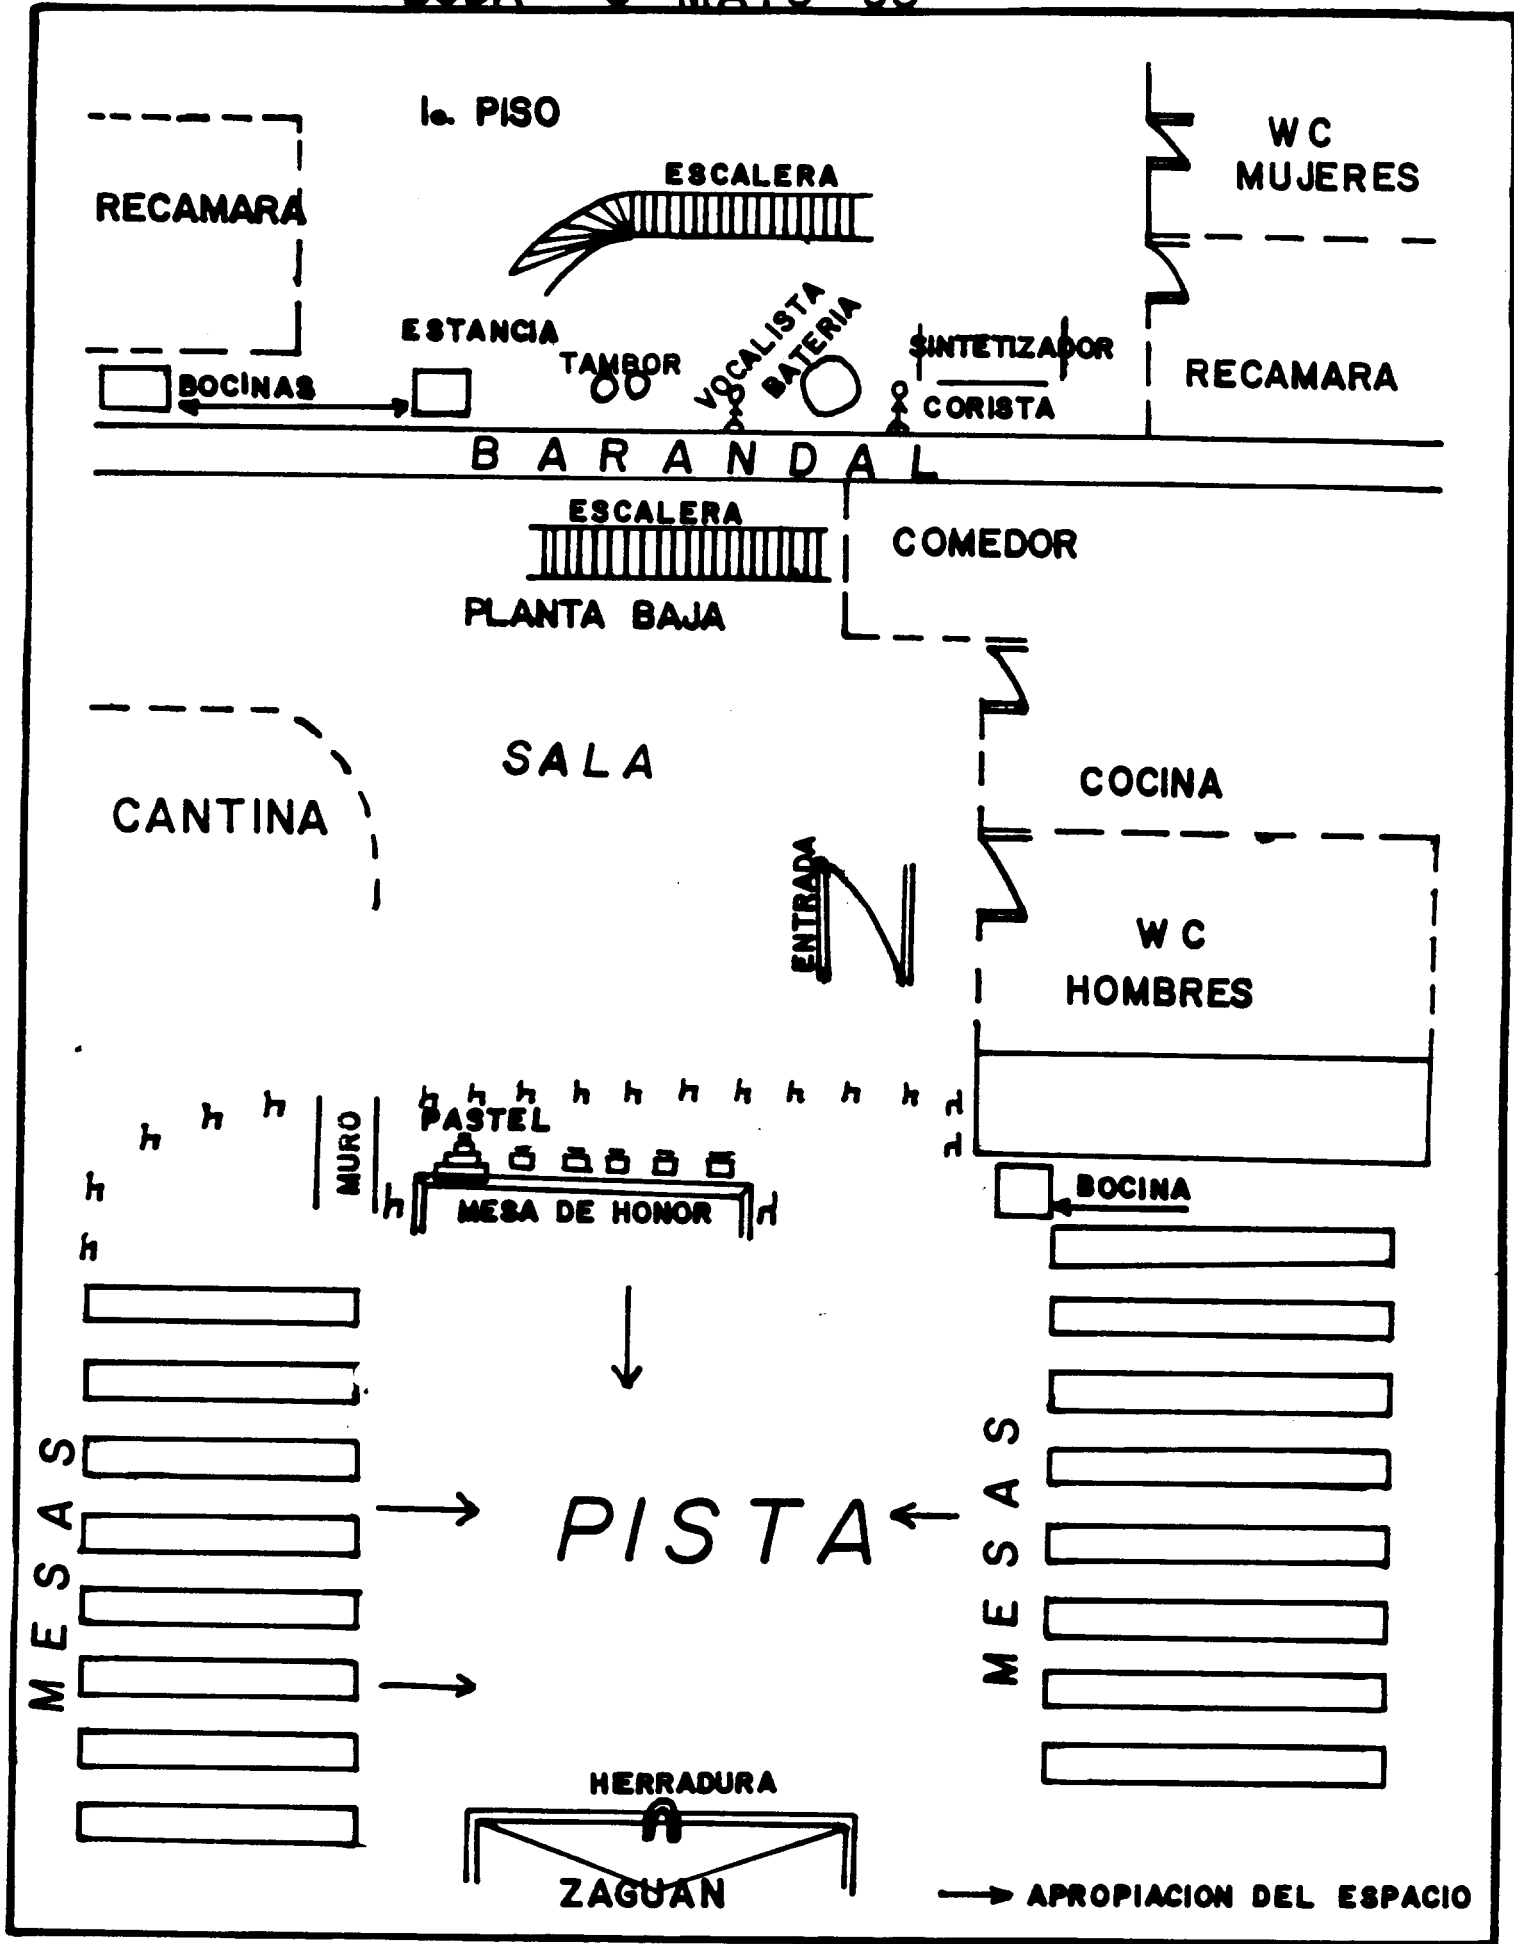 1o. PISO
WC
MUJERES
ESCALERA
RECAMARA
ESTANCIA
TAMBOR
VOCALISTA
BATERIA
SINTETIZADOR
RECAMARA
BOCINAS
CORISTA
BARANDAL
ESCALERA
COMEDOR
PLANTA BAJA
SALA
COCINA
CANTINA
ENTRADA
WC
HOMBRES
MURO
PASTEL
MESA DE HONOR
BOCINA
MESAS
PISTA
MESAS
HERRADURA
ZAGUAN
APROPIACION DEL ESPACIO